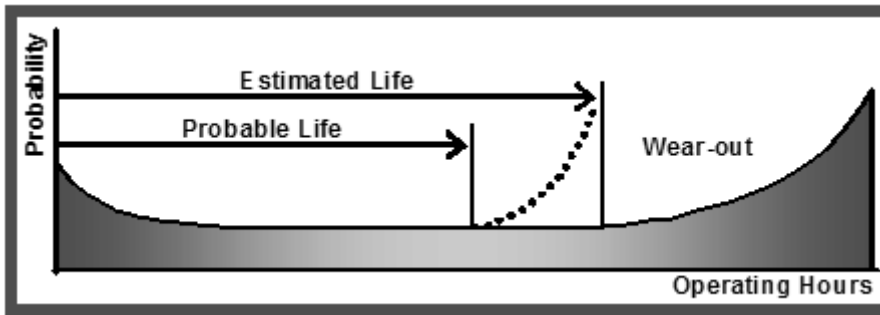 Probability
Estimated Life
Probable Life
Wear-out
Operating Hours